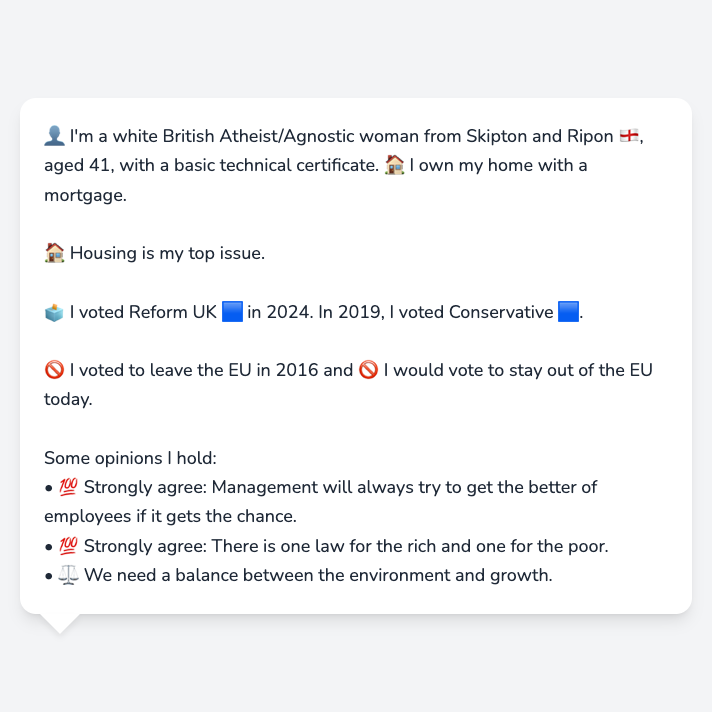 👤 I'm a white British Atheist/Agnostic woman from Skipton and Ripon 🏴󠁧󠁢󠁥󠁮󠁧󠁿,
aged 41, with a basic technical certificate. 🏠 I own my home with a
mortgage.
🏠 Housing is my top issue.
🗳️ I voted Reform UK 🟦 in 2024. In 2019, I voted Conservative 🟦.
🚫 I voted to leave the EU in 2016 and 🚫 I would vote to stay out of the EU
today.
Some opinions I hold:
• 💯 Strongly agree: Management will always try to get the better of
employees if it gets the chance.
• 💯 Strongly agree: There is one law for the rich and one for the poor.
• ⚖️ We need a balance between the environment and growth.